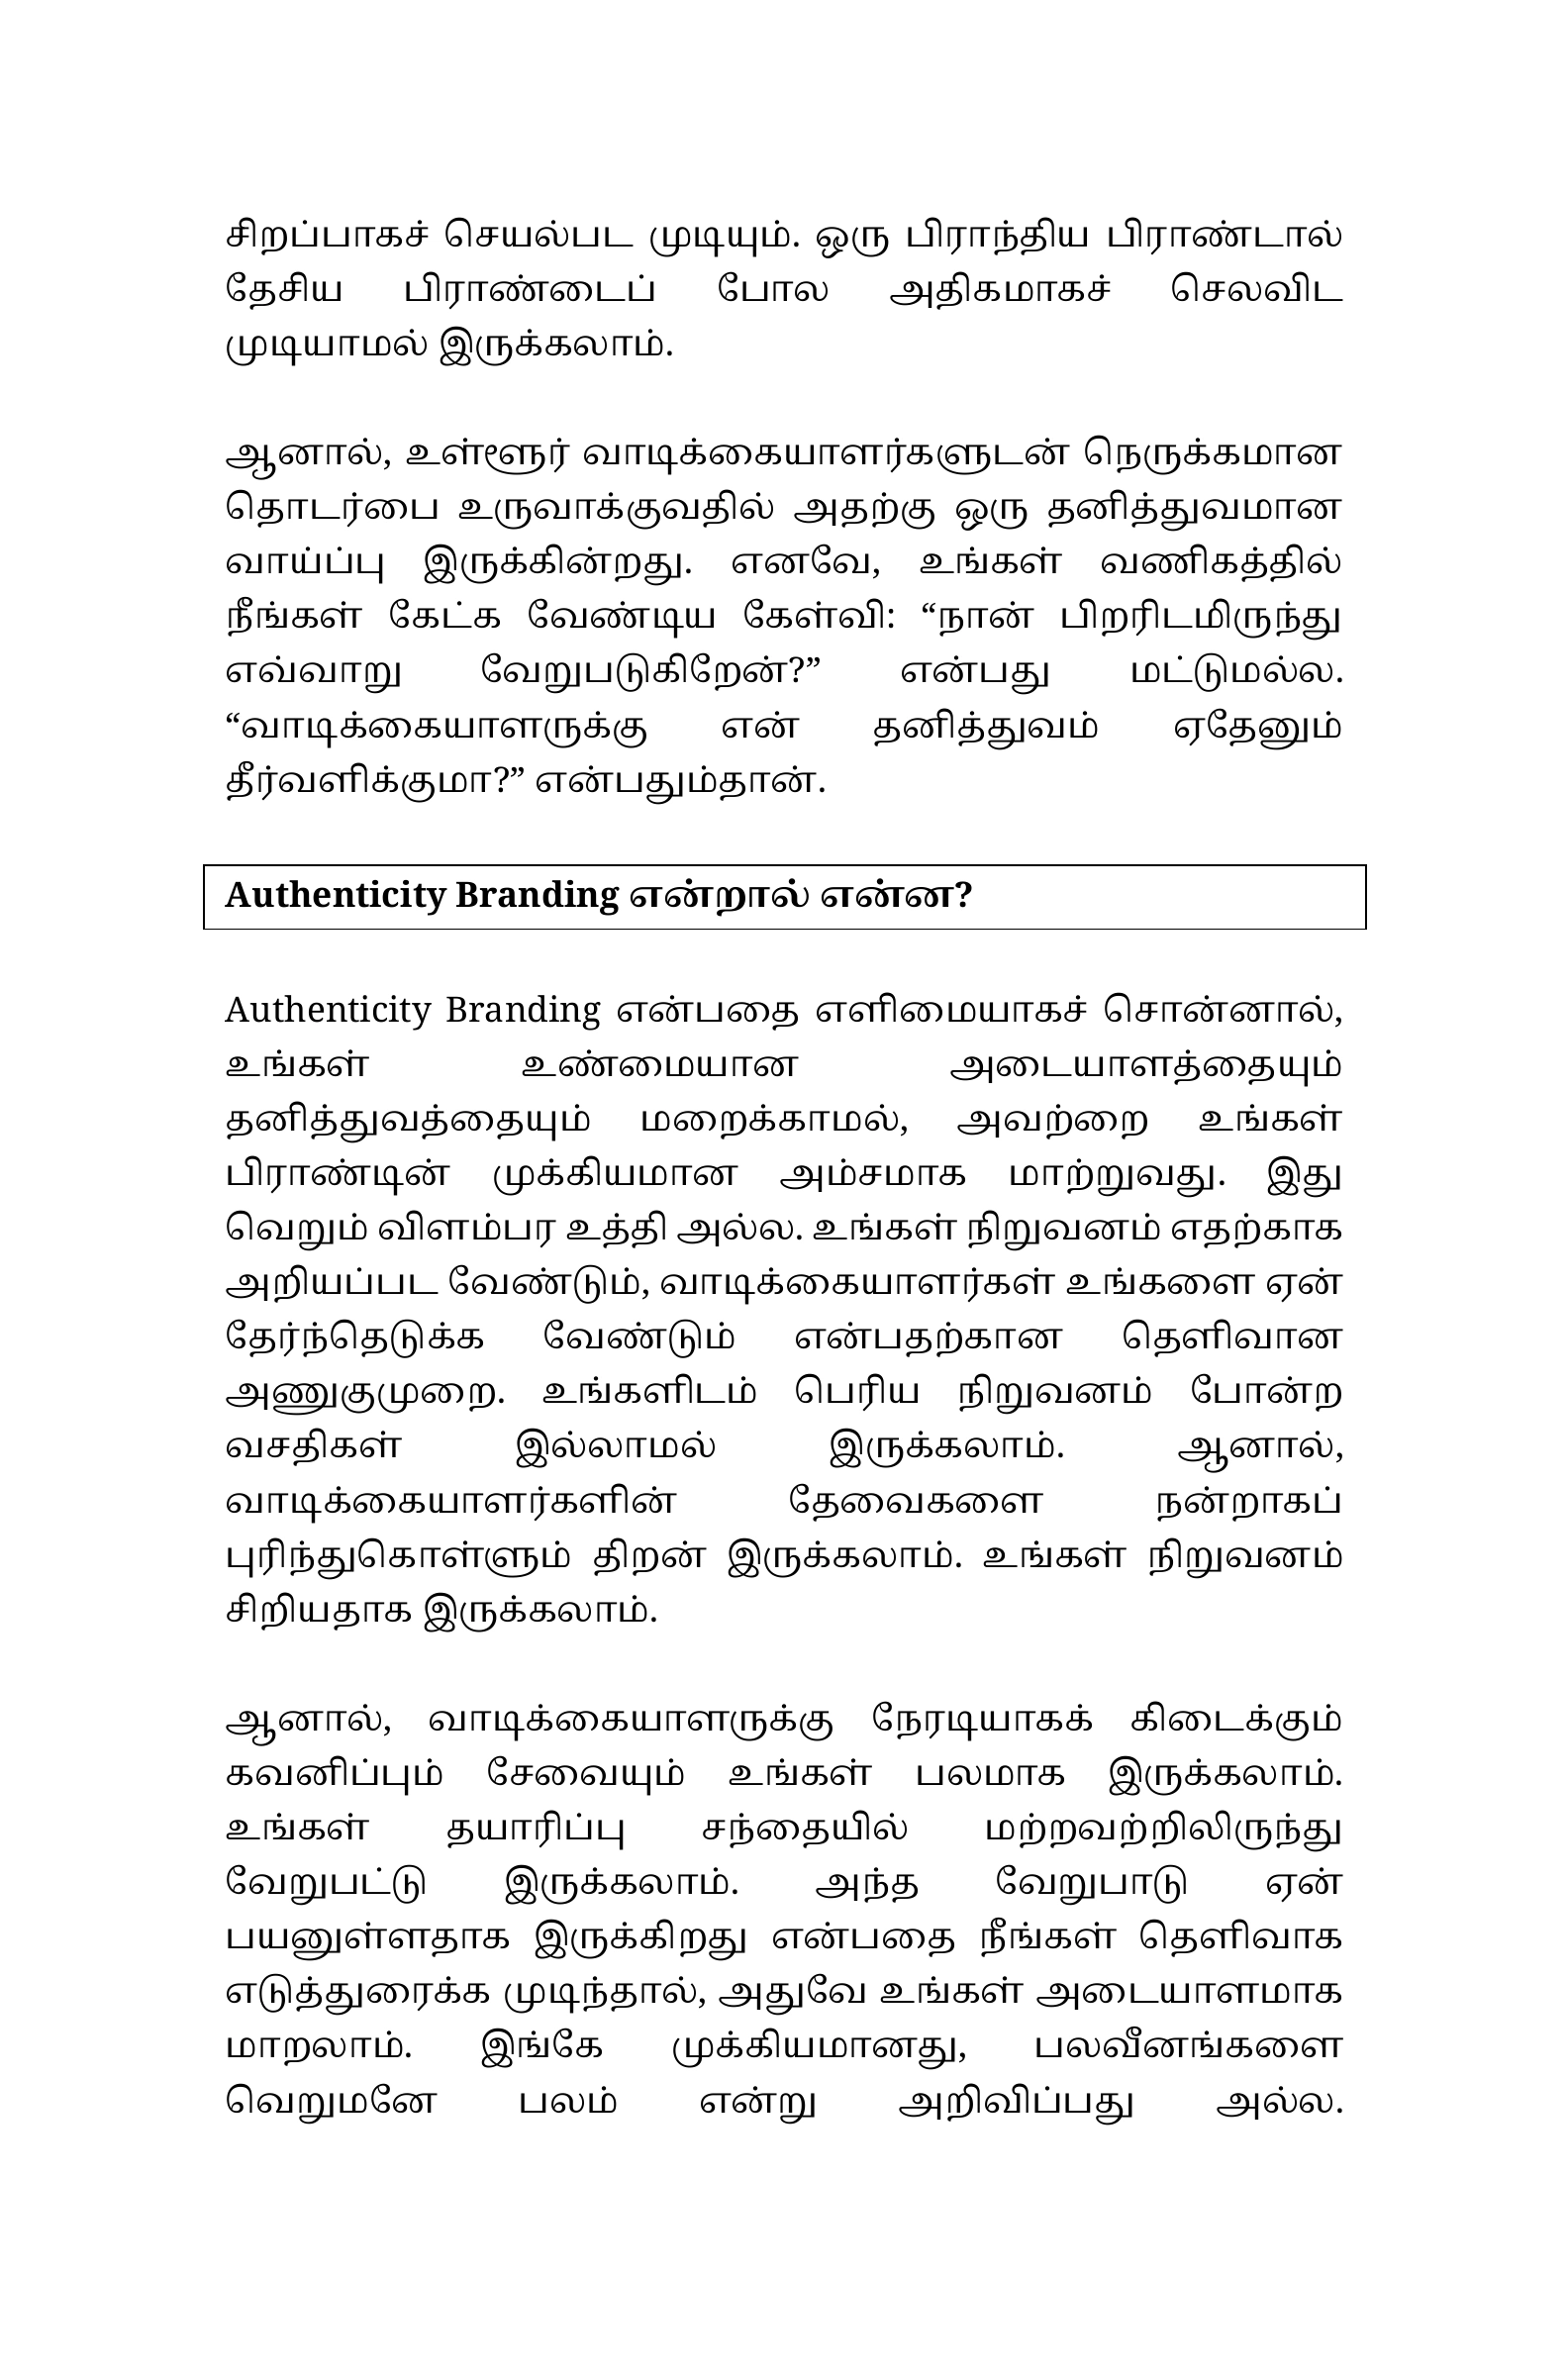 சிறப்பாகச் செயல்பட முடியும். ஒரு பிராந்திய பிராண்டால்
தேசிய பிராண்டைப் போல அதிகமாகச் செலவிட
முடியாமல் இருக்கலாம்.
ஆனால், உள்ளூர் வாடிக்கையாளர்களுடன் நெருக்கமான
தொடர்பை உருவாக்குவதில் அதற்கு ஒரு தனித்துவமான
வாய்ப்பு இருக்கின்றது. எனவே, உங்கள் வணிகத்தில்
நீங்கள் கேட்க வேண்டிய கேள்வி: “நான் பிறரிடமிருந்து
எவ்வாறு வேறுபடுகிறேன்?” என்பது மட்டுமல்ல.
“வாடிக்கையாளருக்கு என் தனித்துவம் ஏதேனும்
தீர்வளிக்குமா?” என்பதும்தான்.
Authenticity Branding என்றால் என்ன?
Authenticity Branding என்பதை எளிமையாகச் சொன்னால்,
உங்கள் உண்மையான அடையாளத்தையும்
தனித்துவத்தையும் மறைக்காமல், அவற்றை உங்கள்
பிராண்டின் முக்கியமான அம்சமாக மாற்றுவது. இது
வெறும் விளம்பர உத்தி அல்ல. உங்கள் நிறுவனம் எதற்காக
அறியப்பட வேண்டும், வாடிக்கையாளர்கள் உங்களை ஏன்
தேர்ந்தெடுக்க வேண்டும் என்பதற்கான தெளிவான
அணுகுமுறை. உங்களிடம் பெரிய நிறுவனம் போன்ற
வசதிகள் இல்லாமல் இருக்கலாம். ஆனால்,
வாடிக்கையாளர்களின் தேவைகளை நன்றாகப்
புரிந்துகொள்ளும் திறன் இருக்கலாம். உங்கள் நிறுவனம்
சிறியதாக இருக்கலாம்.
ஆனால், வாடிக்கையாளருக்கு நேரடியாகக் கிடைக்கும்
கவனிப்பும் சேவையும் உங்கள் பலமாக இருக்கலாம்.
உங்கள் தயாரிப்பு சந்தையில் மற்றவற்றிலிருந்து
வேறுபட்டு இருக்கலாம். அந்த வேறுபாடு ஏன்
பயனுள்ளதாக இருக்கிறது என்பதை நீங்கள் தெளிவாக
எடுத்துரைக்க முடிந்தால், அதுவே உங்கள் அடையாளமாக
மாறலாம். இங்கே முக்கியமானது, பலவீனங்களை
வெறுமனே பலம் என்று அறிவிப்பது அல்ல.